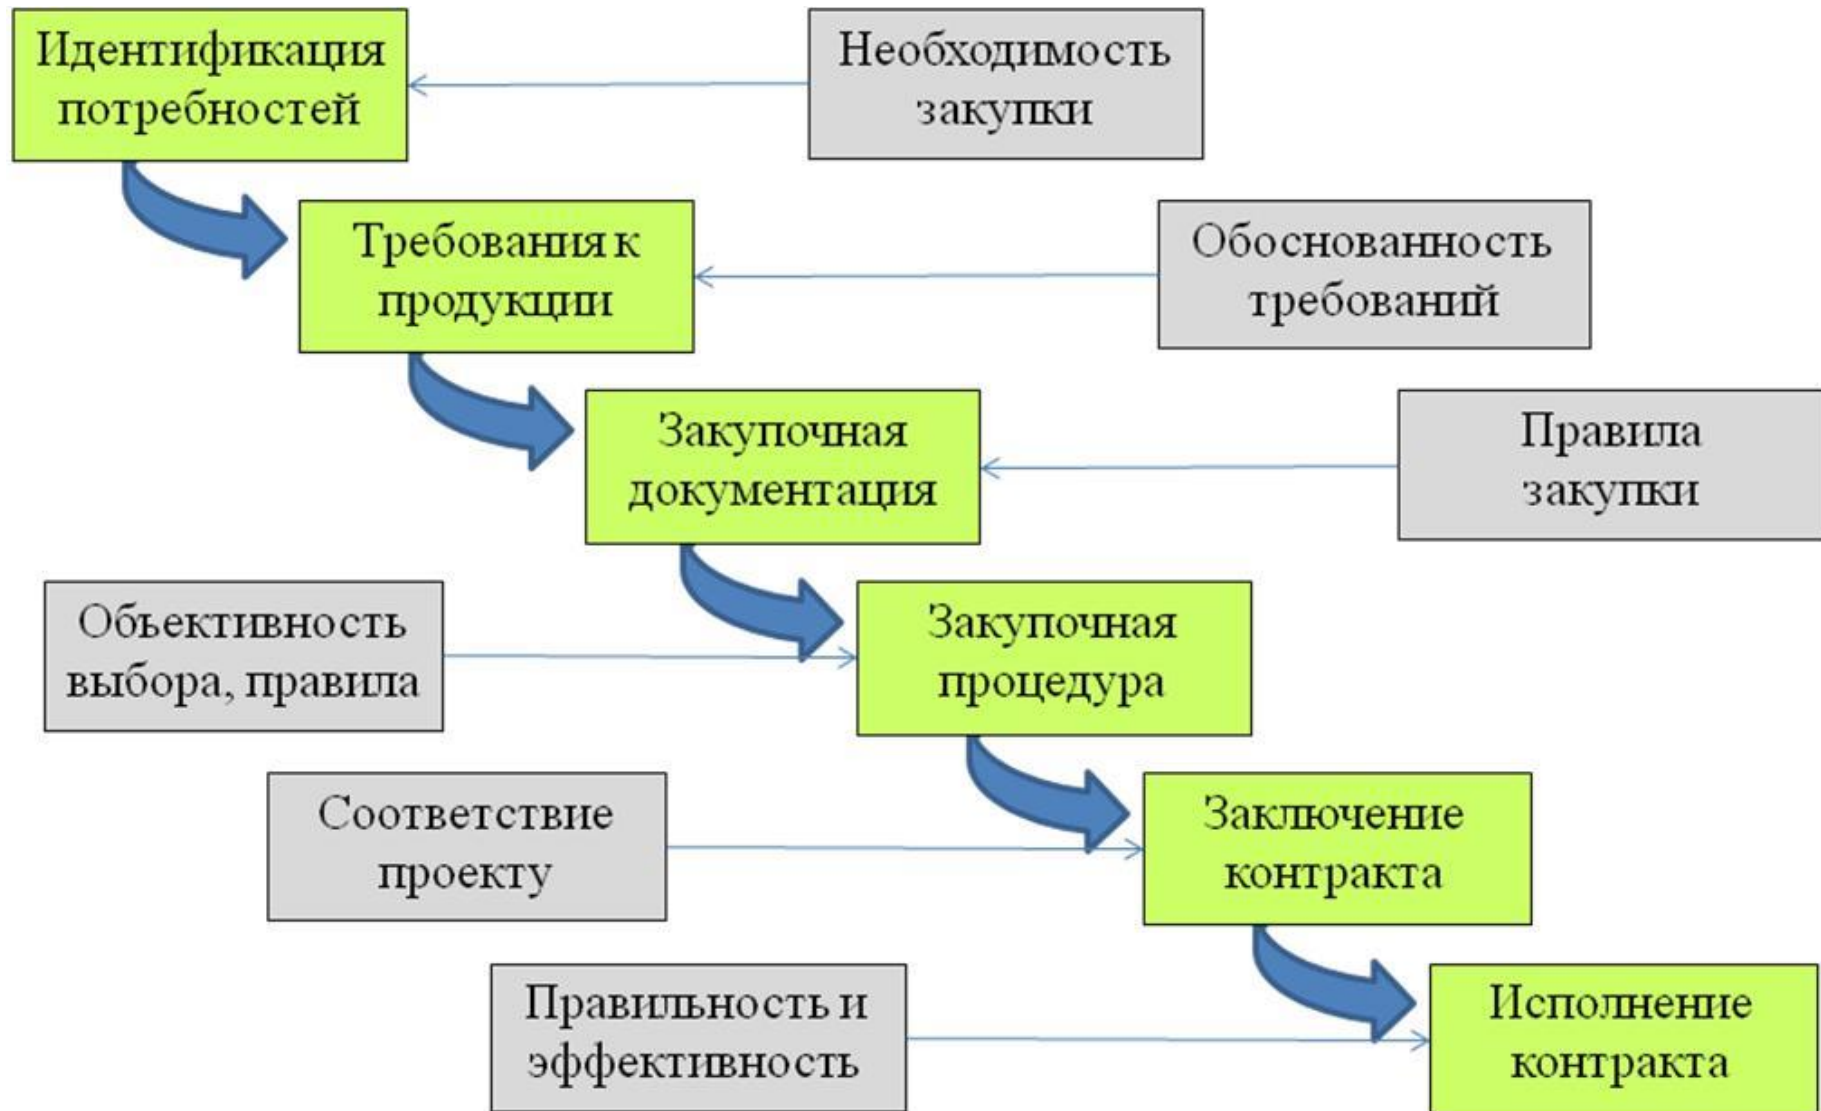 Идентификация
потребностей
Необходимость
закупки
Требования к
продукции
Обоснованность
требований
Закупочная
документация
Правила
закупки
Объективность
выбора, правила
Закупочная
процедура
Соответствие
проекту
Заключение
контракта
Правильность и
эффективность
Исполнение
контракта